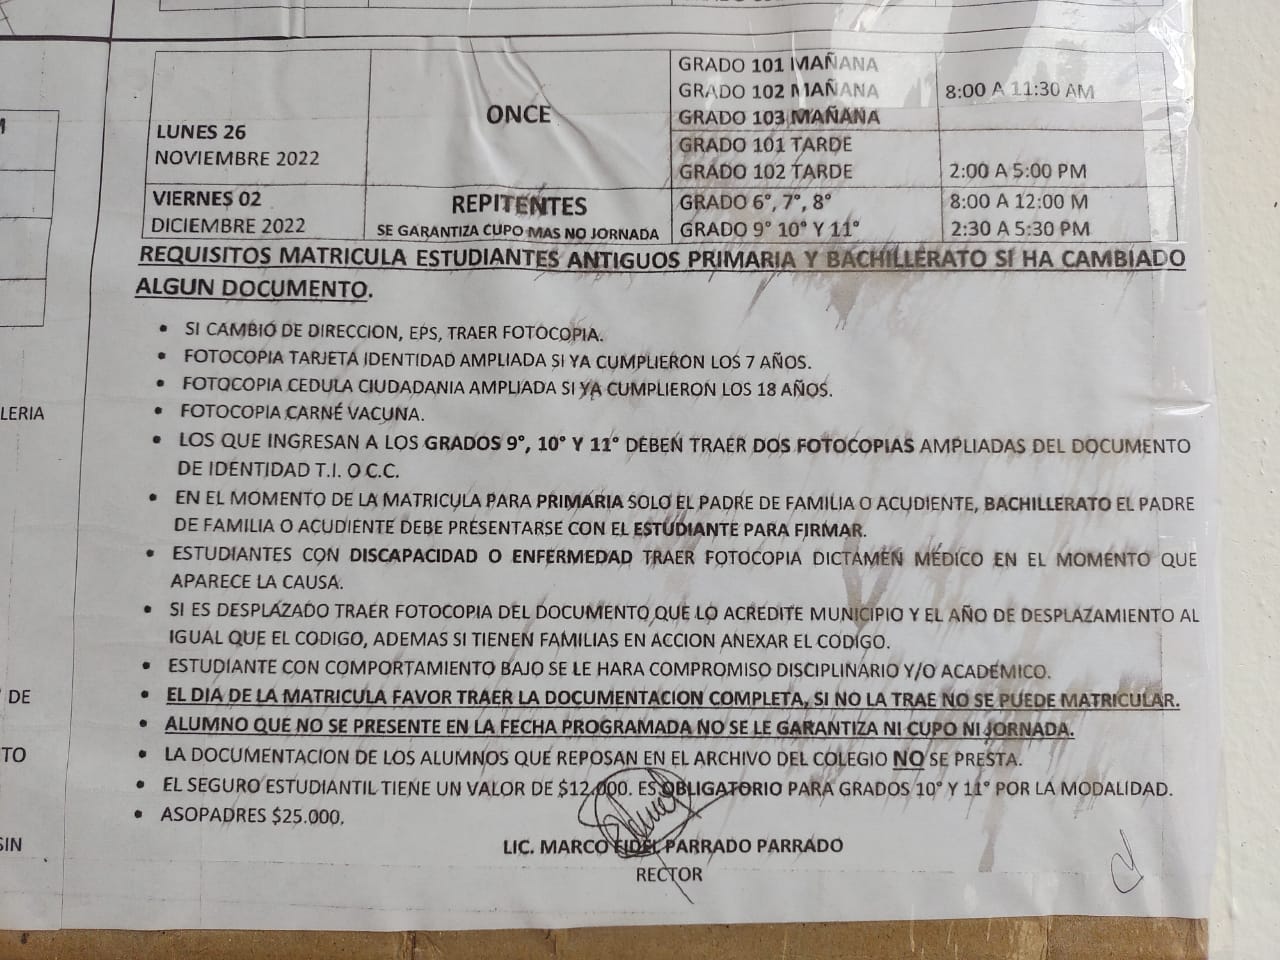 GRADO 101 MAÑANA
GRADO 102 MAÑANA
8:00 A 11:30 AM
ONCE
GRADO 103 MAÑANA
LUNES 26
NOVIEMBRE 2022
GRADO 101 TARDE
GRADO 102 TARDE
2:00 A 5:00 PM
VIERNES 02
DICIEMBRE 2022
REPITENTES
SE GARANTIZA CUPO MAS NO JORNADA
GRADO 6°, 7°, 8°
8:00 A 12:00 M
GRADO 9° 10° Y 11°
2:30 A 5:30 PM
REQUISITOS MATRICULA ESTUDIANTES ANTIGUOS PRIMARIA Y BACHILLERATO SI HA CAMBIADO
ALGUN DOCUMENTO.
• SI CAMBIO DE DIRECCION, EPS, TRAER FOTOCOPIA.
• FOTOCOPIA TARJETA IDENTIDAD AMPLIADA SI YA CUMPLIERON LOS 7 AÑOS.
• FOTOCOPIA CEDULA CIUDADANIA AMPLIADA SI YA CUMPLIERON LOS 18 AÑOS.
• FOTOCOPIA CARNÉ VACUNA.
• LOS QUE INGRESAN A LOS GRADOS 9°, 10° Y 11° DEBEN TRAER DOS FOTOCOPIAS AMPLIADAS DEL DOCUMENTO
DE IDENTIDAD T.I. O C.C.
• EN EL MOMENTO DE LA MATRICULA PARA PRIMARIA SOLO EL PADRE DE FAMILIA O ACUDIENTE, BACHILLERATO EL PADRE
DE FAMILIA O ACUDIENTE DEBE PRESENTARSE CON EL ESTUDIANTE PARA FIRMAR.
• ESTUDIANTES CON DISCAPACIDAD O ENFERMEDAD TRAER FOTOCOPIA DICTAMEN MÉDICO EN EL MOMENTO QUE
APARECE LA CAUSA.
• SI ES DESPLAZADO TRAER FOTOCOPIA DEL DOCUMENTO QUE LO ACREDITE MUNICIPIO Y EL AÑO DE DESPLAZAMIENTO AL
IGUAL QUE EL CODIGO, ADEMAS SI TIENEN FAMILIAS EN ACCION ANEXAR EL CODIGO.
• ESTUDIANTE CON COMPORTAMIENTO BAJO SE LE HARA COMPROMISO DISCIPLINARIO Y/O ACADÉMICO.
• EL DIA DE LA MATRICULA FAVOR TRAER LA DOCUMENTACION COMPLETA, SI NO LA TRAE NO SE PUEDE MATRICULAR.
• ALUMNO QUE NO SE PRESENTE EN LA FECHA PROGRAMADA NO SE LE GARANTIZA NI CUPO NI JORNADA.
• LA DOCUMENTACION DE LOS ALUMNOS QUE REPOSAN EN EL ARCHIVO DEL COLEGIO NO SE PRESTA.
• EL SEGURO ESTUDIANTIL TIENE UN VALOR DE $12.000. ES OBLIGATORIO PARA GRADOS 10° Y 11° POR LA MODALIDAD.
• ASOPADRES $25.000.
LIC. MARCO FIDEL PARRADO PARRADO
RECTOR
LERIA
DE
TO
SIN